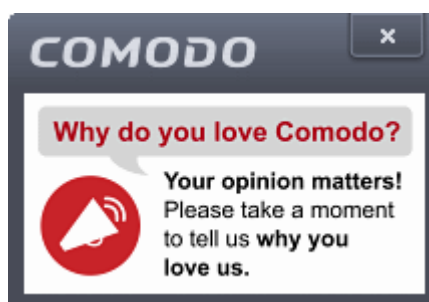 COMODO
Why do you love Comodo?
Your opinion matters!
Please take a moment
to tell us why you
love us.